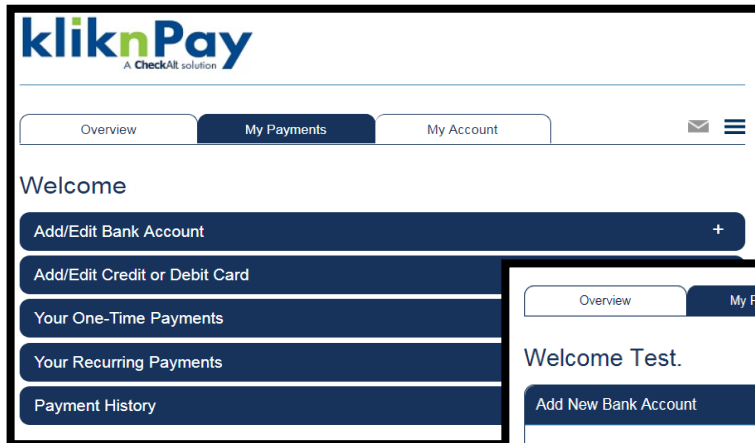 kliknPay
A CheckAlt solution
Overview My Payments My Account
Welcome
Add/Edit Bank Account +
Add/Edit Credit or Debit Card
Your One-Time Payments
Your Recurring Payments
Payment History
Overview My P
Welcome Test.
Add New Bank Account